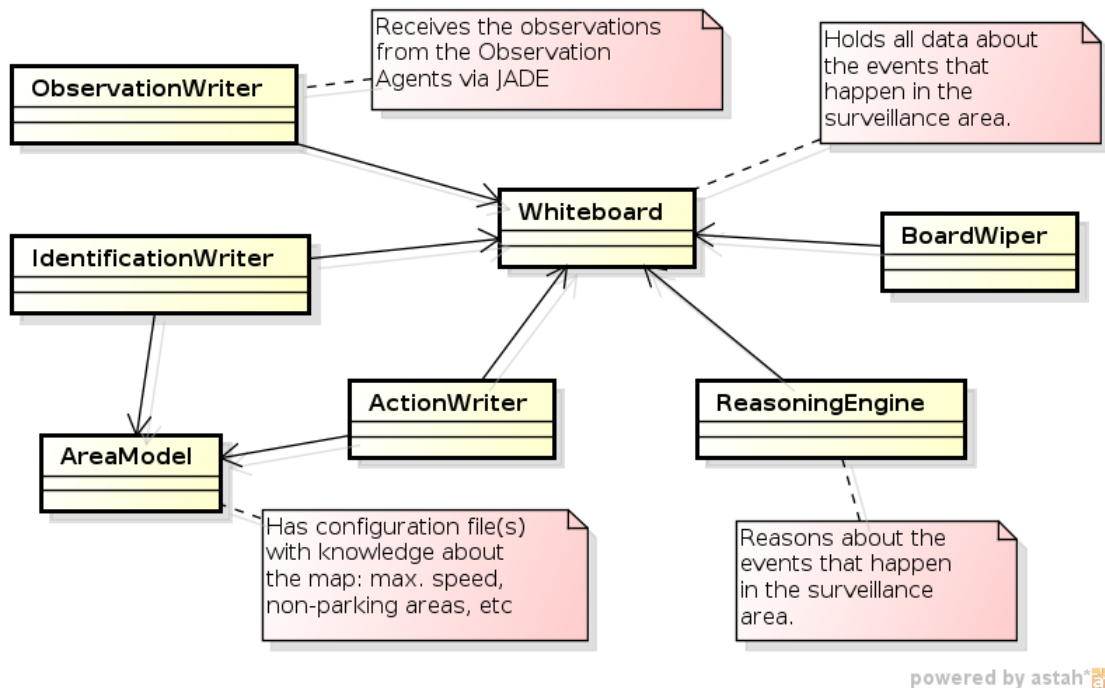 Receives the observations
from the Observation
Agents via JADE
Holds all data about
the events that
happen in the
surveillance area.
ObservationWriter
Whiteboard
BoardWiper
IdentificationWriter
ActionWriter
ReasoningEngine
AreaModel
Has configuration file(s)
with knowledge about
the map: max. speed,
non-parking areas, etc
Reasons about the
events that happen
in the surveillance
area.
powered by astah*